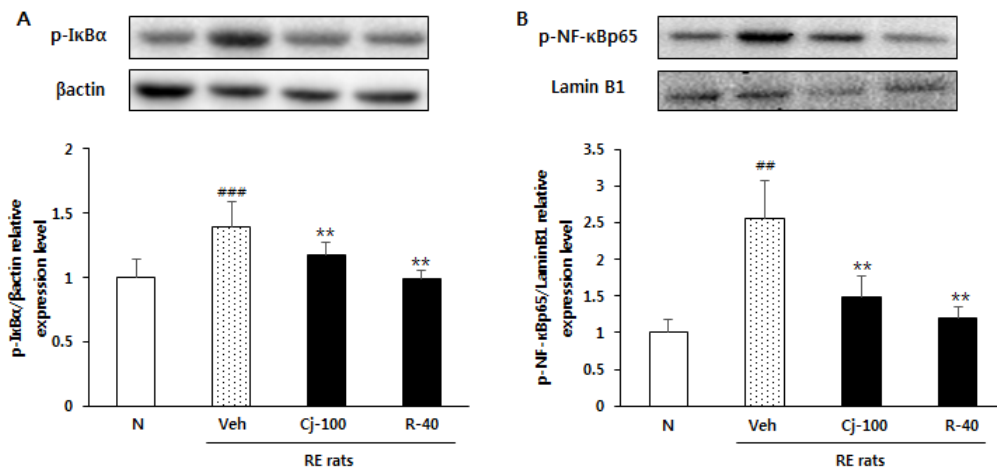 A
p-IκBα
βactin
p-IκBα/βactin relative
expression level
2
1.5
1
0.5
0
###
**
**
N
Veh
Cj-100
R-40
RE rats
B
p-NF-κBp65
Lamin B1
p-NF-κBp65/LaminB1 relative
expression level
3.5
3
2.5
2
1.5
1
0.5
0
##
**
**
N
Veh
Cj-100
R-40
RE rats